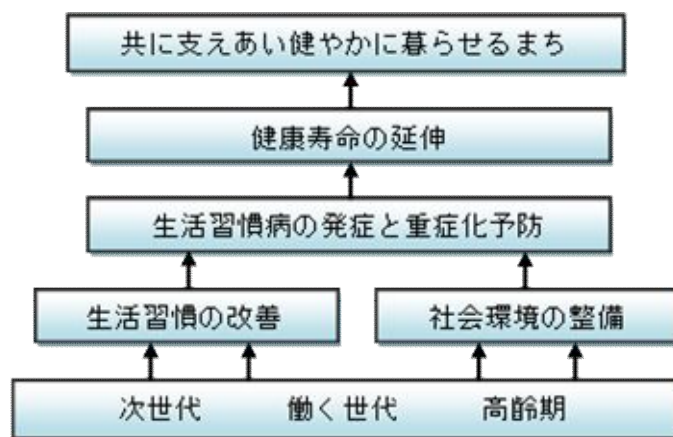 共に支えあい健やかに暮らせるまち
健康寿命の延伸
生活習慣病の発症と重症化予防
生活習慣の改善
社会環境の整備
次世代 働く世代 高齢期